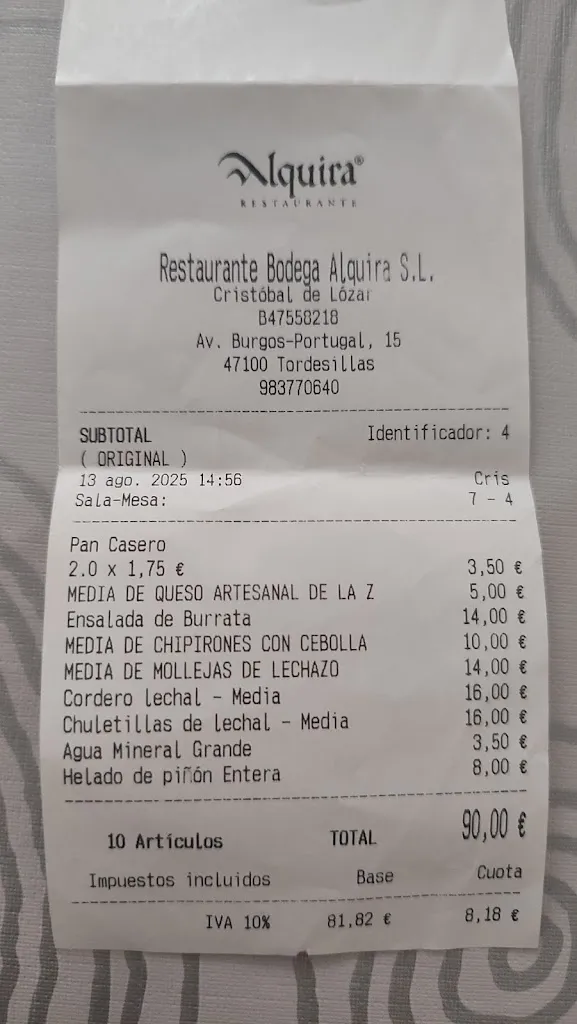 Alquira®
RESTAURANTE
Restaurante Bodega Alquira S.L.
Cristóbal de Lózar
B47558218
Av. Burgos-Portugal, 15
47100 Tordesillas
983770640
SUBTOTAL Identificador: 4
( ORIGINAL )
13 ago. 2025 14:56 Cris
Sala-Mesa: 7 - 4
Pan Casero
2.0 x 1,75 € 3,50 €
MEDIA DE QUESO ARTESANAL DE LA Z 5,00 €
Ensalada de Burrata 14,00 €
MEDIA DE CHIPIRONES CON CEBOLLA 10,00 €
MEDIA DE MOLLEJAS DE LECHAZO 14,00 €
Cordero lechal - Media 16,00 €
Chuletillas de lechal - Media 16,00 €
Agua Mineral Grande 3,50 €
Helado de piñón Entera 8,00 €
10 Artículos TOTAL 90,00 €
Impuestos incluidos Base Cuota
IVA 10% 81,82 € 8,18 €